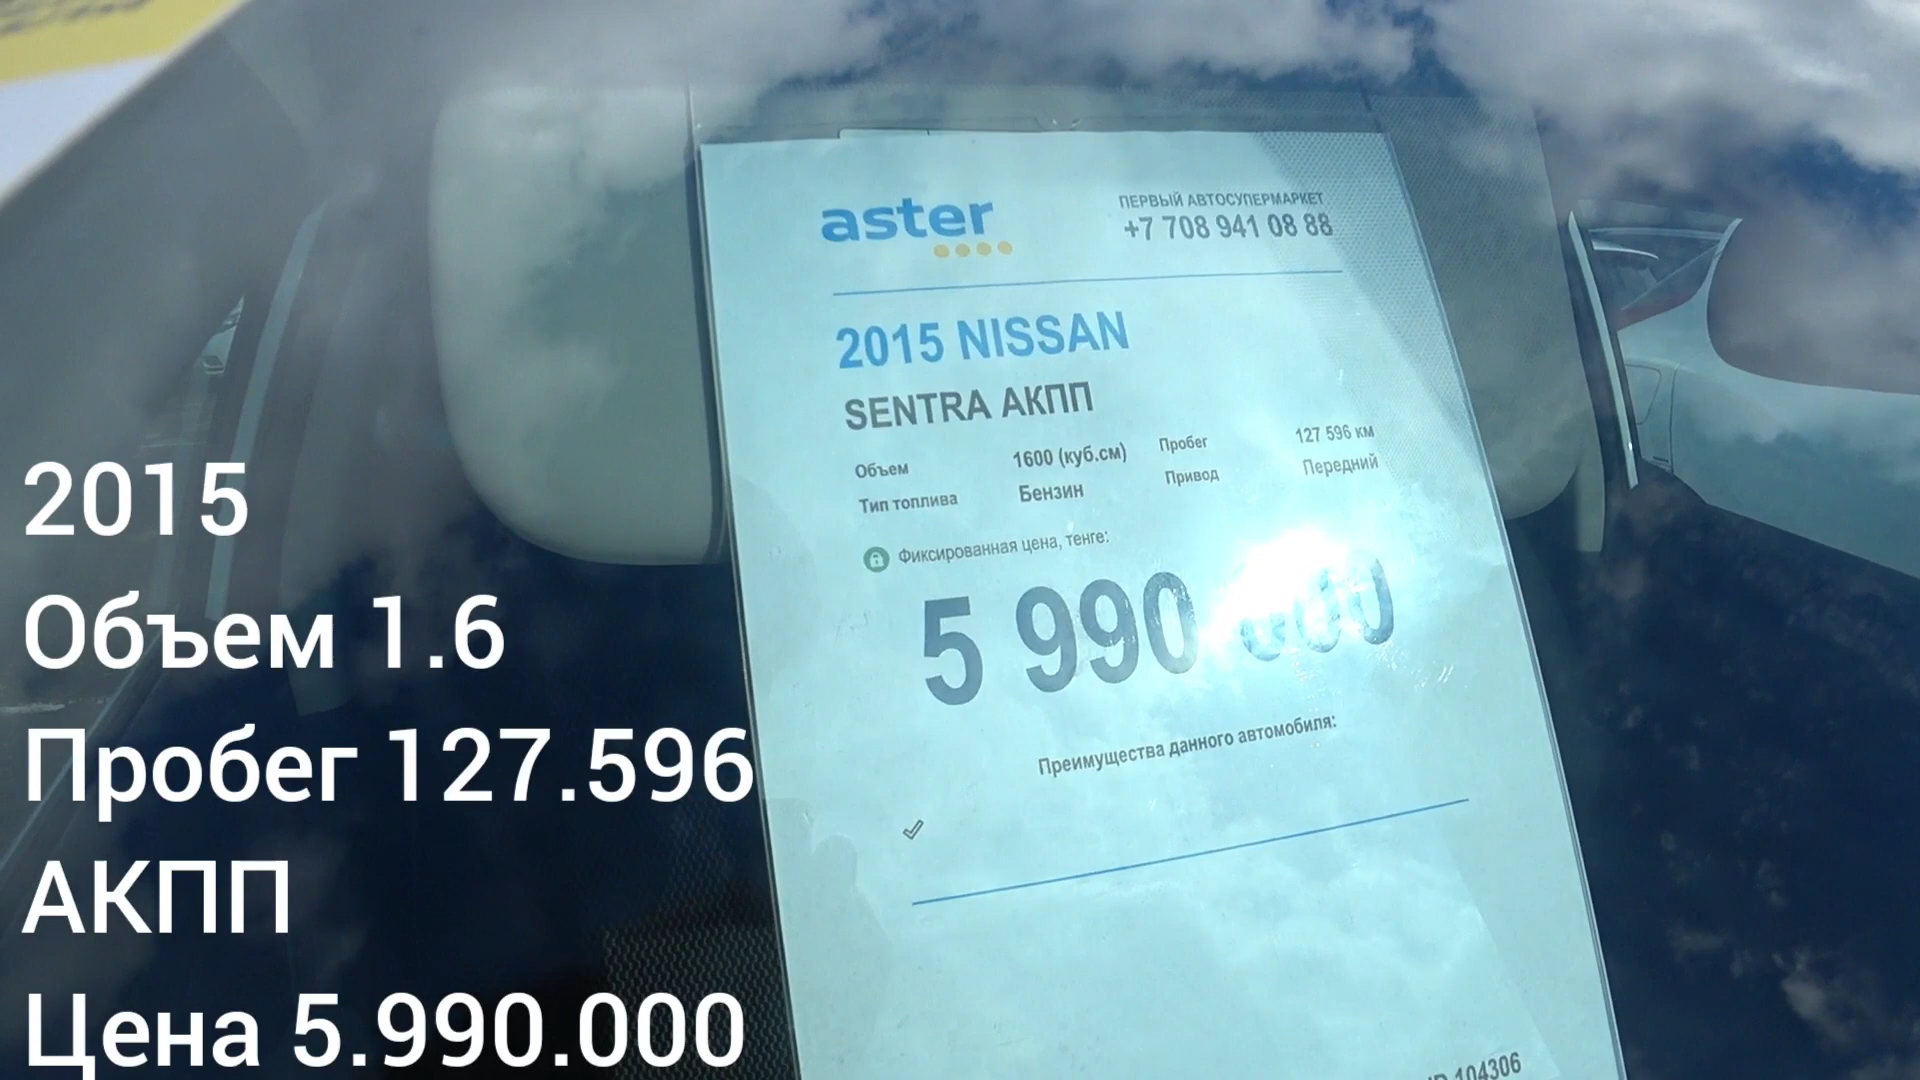 aster
ПЕРВЫЙ АВТОСУПЕРМАРКЕТ
+7 708 941 08 88
2015 NISSAN
SENTRA АКПП
Объем 1600 (куб.см) Пробег 127 596 км
Тип топлива Бензин Привод Передний
Фиксированная цена, тенге:
5 990 000
Преимущества данного автомобиля:
ID 104306
2015
Объем 1.6
Пробег 127.596
АКПП
Цена 5.990.000